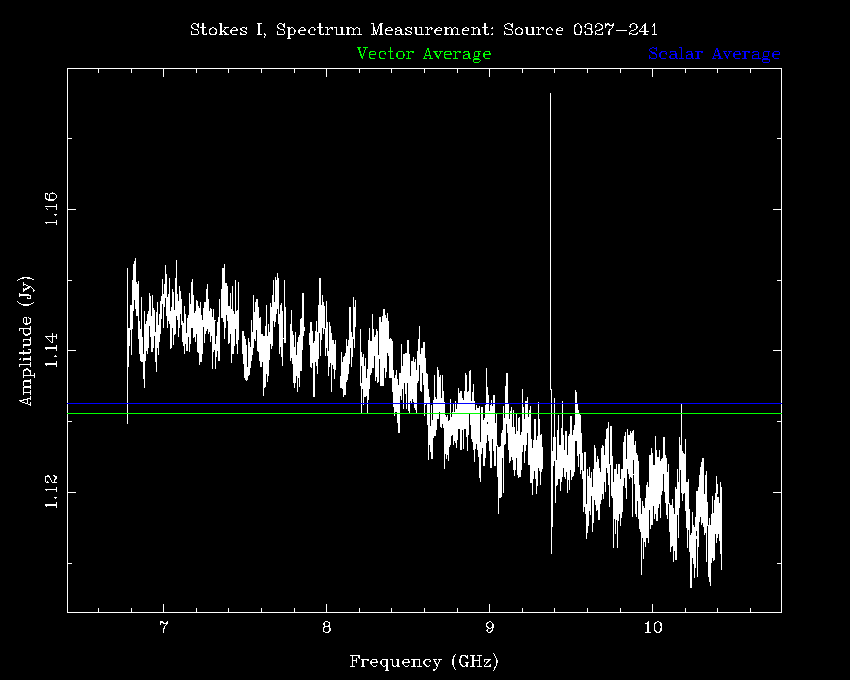 Stokes I, Spectrum Measurement: Source 0327-241
Vector Average Scalar Average
Amplitude (Jy)
1.16
1.14
1.12
7 8 9 10
Frequency (GHz)